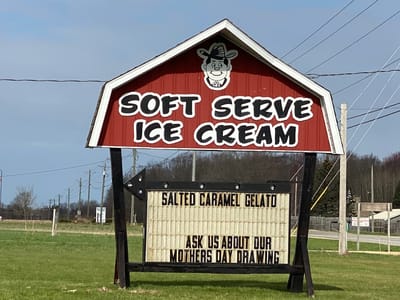 SOFT SERVE
ICE CREAM
SALTED CARAMEL GELATO
ASK US ABOUT OUR
MOTHERS DAY DRAWING